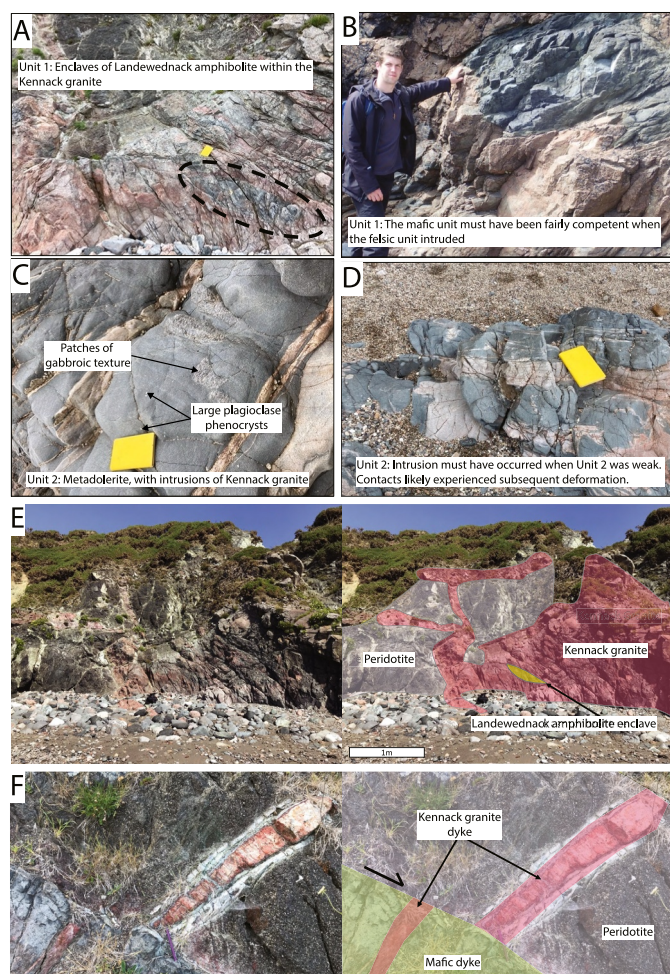 A
Unit 1: Enclaves of Landewednack amphibolite within the
Kennack granite
B
Unit 1: The mafic unit must have been fairly competent when
the felsic unit intruded
C
Patches of
gabbroic texture
Large plagioclase
phenocrysts
Unit 2: Metadolerite, with intrusions of Kennack granite
D
Unit 2: Intrusion must have occurred when Unit 2 was weak.
Contacts likely experienced subsequent deformation.
E
Peridotite
Kennack granite
Landewednack amphibolite enclave
1m
F
Kennack granite
dyke
Peridotite
Mafic dyke